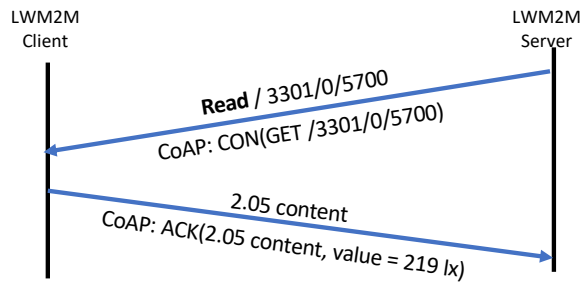 LWM2M
Client
LWM2M
Server
Read / 3301/0/5700
CoAP: CON(GET /3301/0/5700)
2.05 content
CoAP: ACK(2.05 content, value = 219 lx)